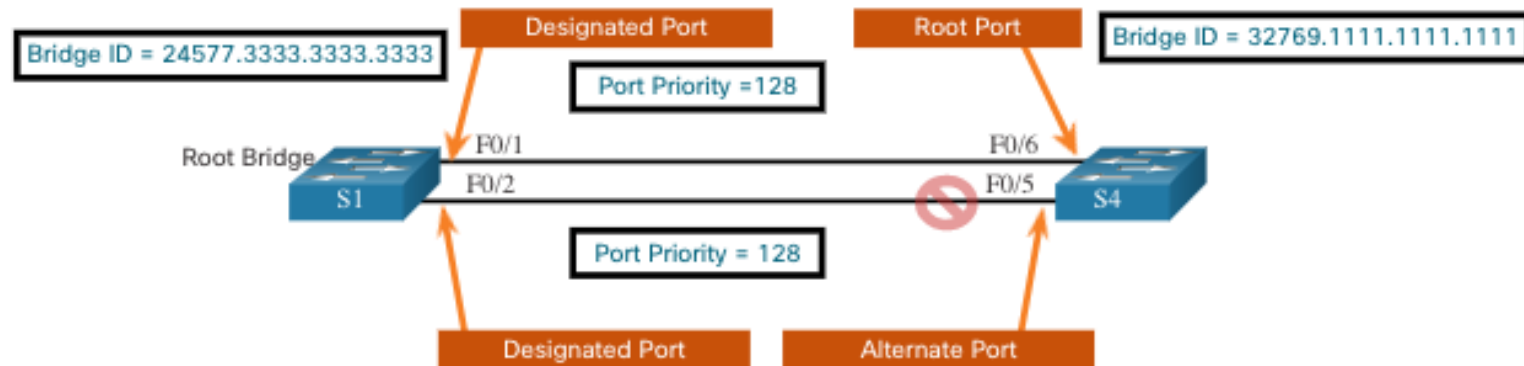 Designated Port
Root Port
Bridge ID = 24577.3333.3333.3333
Bridge ID = 32769.1111.1111.1111
Port Priority =128
Root Bridge
F0/1
F0/6
F0/2
F0/5
S1
S4
Port Priority = 128
Designated Port
Alternate Port